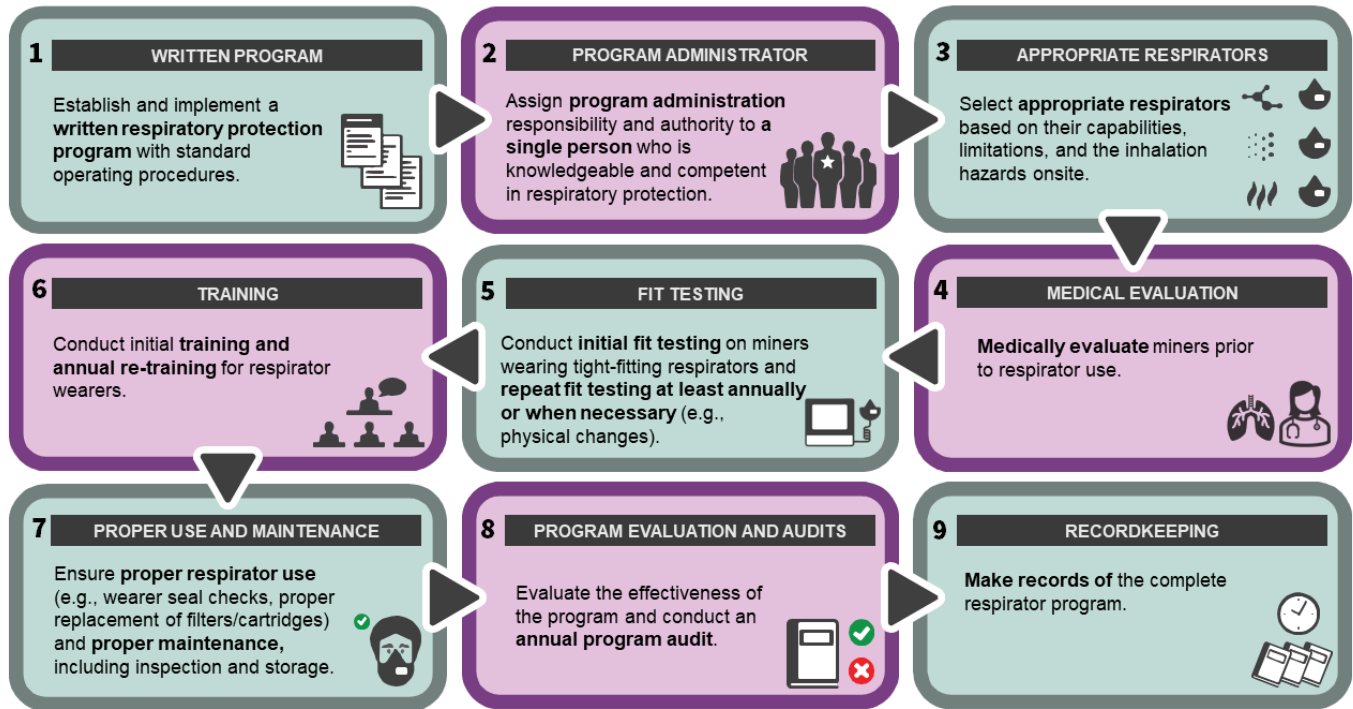 1
WRITTEN PROGRAM
Establish and implement a
written respiratory protection
program with standard
operating procedures.
2
PROGRAM ADMINISTRATOR
Assign program administration
responsibility and authority to a
single person who is
knowledgeable and competent
in respiratory protection.
3
APPROPRIATE RESPIRATORS
Select appropriate respirators
based on their capabilities,
limitations, and the inhalation
hazards onsite.
4
MEDICAL EVALUATION
Medically evaluate miners prior
to respirator use.
5
FIT TESTING
Conduct initial fit testing on miners
wearing tight-fitting respirators and
repeat fit testing at least annually
or when necessary (e.g.,
physical changes).
6
TRAINING
Conduct initial training and
annual re-training for respirator
wearers.
7
PROPER USE AND MAINTENANCE
Ensure proper respirator use
(e.g., wearer seal checks, proper
replacement of filters/cartridges)
and proper maintenance,
including inspection and storage.
8
PROGRAM EVALUATION AND AUDITS
Evaluate the effectiveness of
the program and conduct an
annual program audit.
9
RECORDKEEPING
Make records of the complete
respirator program.